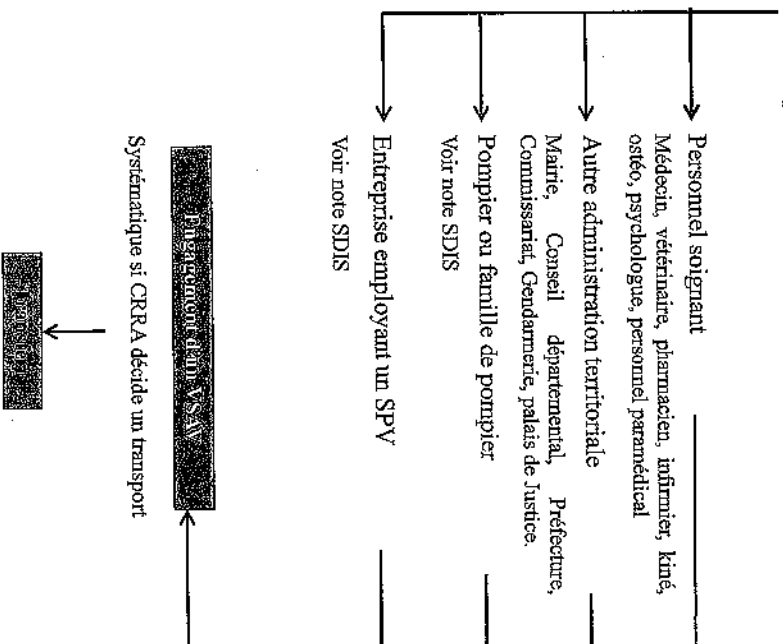 Personnel soignant
Médecin, vétérinaire, pharmacien, infirmier, kiné,
ostéo, psychologue, personnel paramédical
Autre administration territoriale
Mairie, Conseil départemental, Préfecture,
Commissariat, Gendarmerie, palais de Justice.
Pompier ou famille de pompier
Voir note SDIS
Entreprise employant un SPV
Voir note SDIS
Engagement d'un VSAV
Systématique si CRRA décide un transport